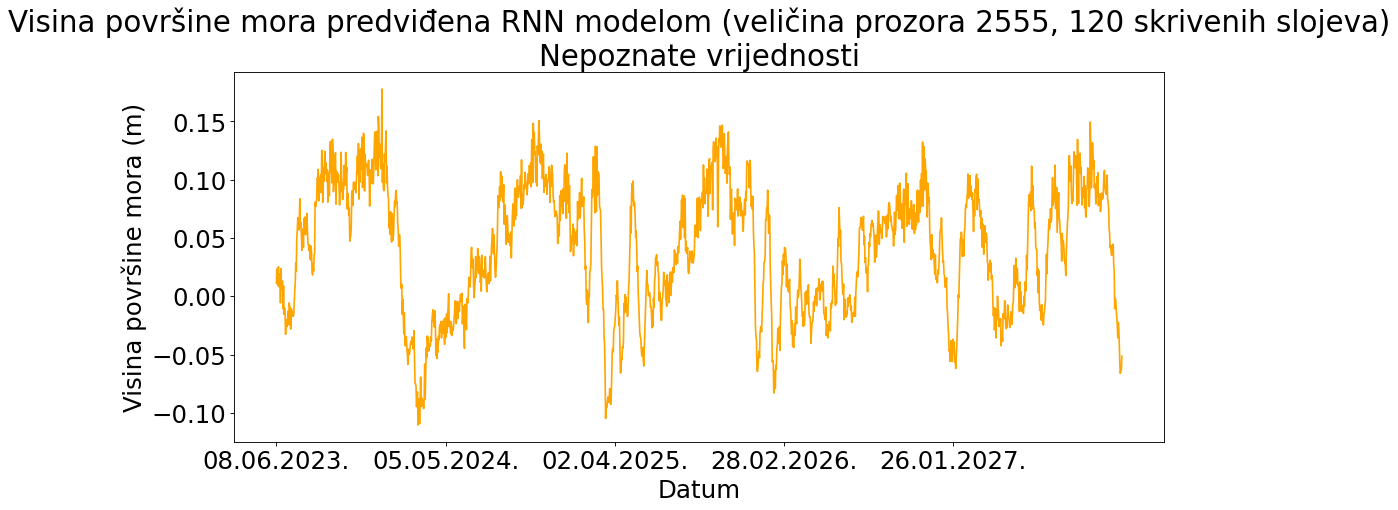 Visina površine mora predviđena RNN modelom (veličina prozora 2555, 120 skrivenih slojeva)
Nepoznate vrijednosti
Visina površine mora (m)
0.15
0.10
0.05
0.00
−0.05
−0.10
08.06.2023. 05.05.2024. 02.04.2025. 28.02.2026. 26.01.2027.
Datum